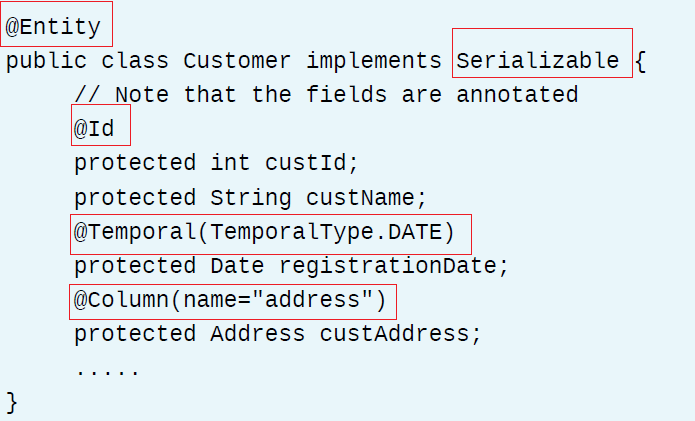 @Entity
public class Customer implements Serializable {
// Note that the fields are annotated
@Id
protected int custId;
protected String custName;
@Temporal(TemporalType.DATE)
protected Date registrationDate;
@Column(name="address")
protected Address custAddress;
.....
}